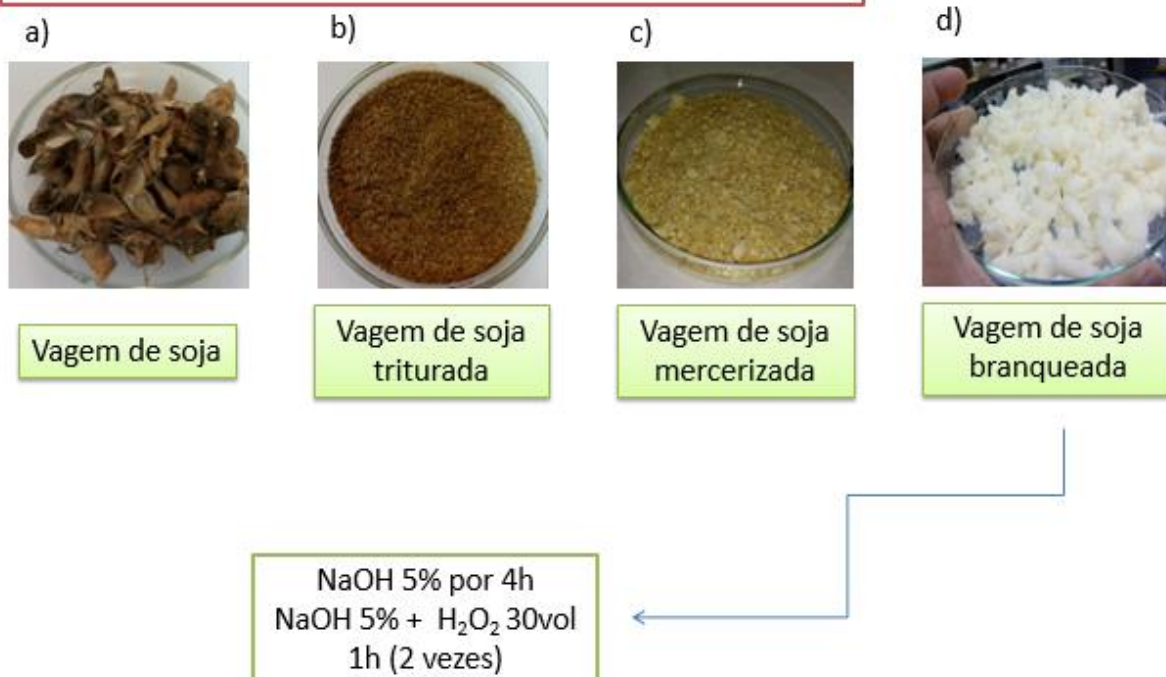 a)
b)
c)
d)
Vagem de soja
Vagem de soja
triturada
Vagem de soja
mercerizada
Vagem de soja
branqueada
NaOH 5% por 4h
NaOH 5% + H₂O₂ 30vol
1h (2 vezes)